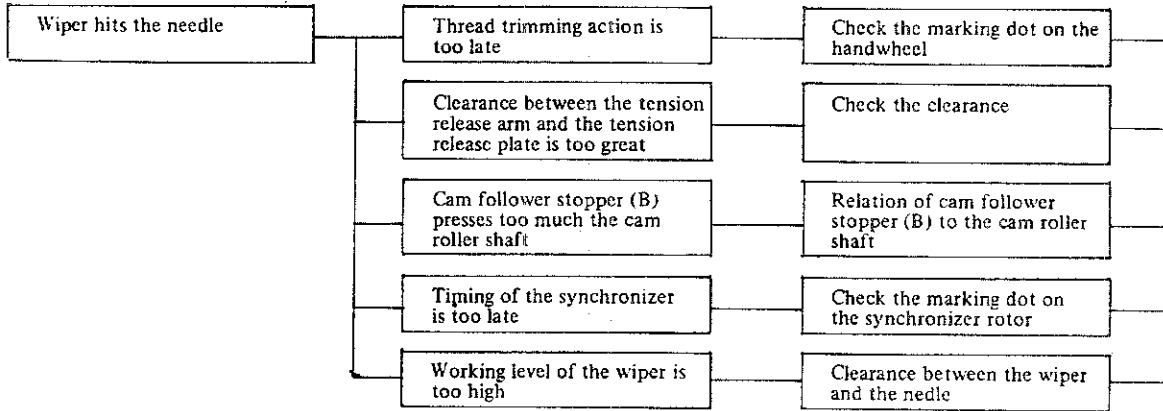 Wiper hits the needle
Thread trimming action is
too late
Check the marking dot on the
handwheel
Clearance between the tension
release arm and the tension
release plate is too great
Check the clearance
Cam follower stopper (B)
presses too much the cam
roller shaft
Relation of cam follower
stopper (B) to the cam roller
shaft
Timing of the synchronizer
is too late
Check the marking dot on
the synchronizer rotor
Working level of the wiper is
too high
Clearance between the wiper
and the nedle